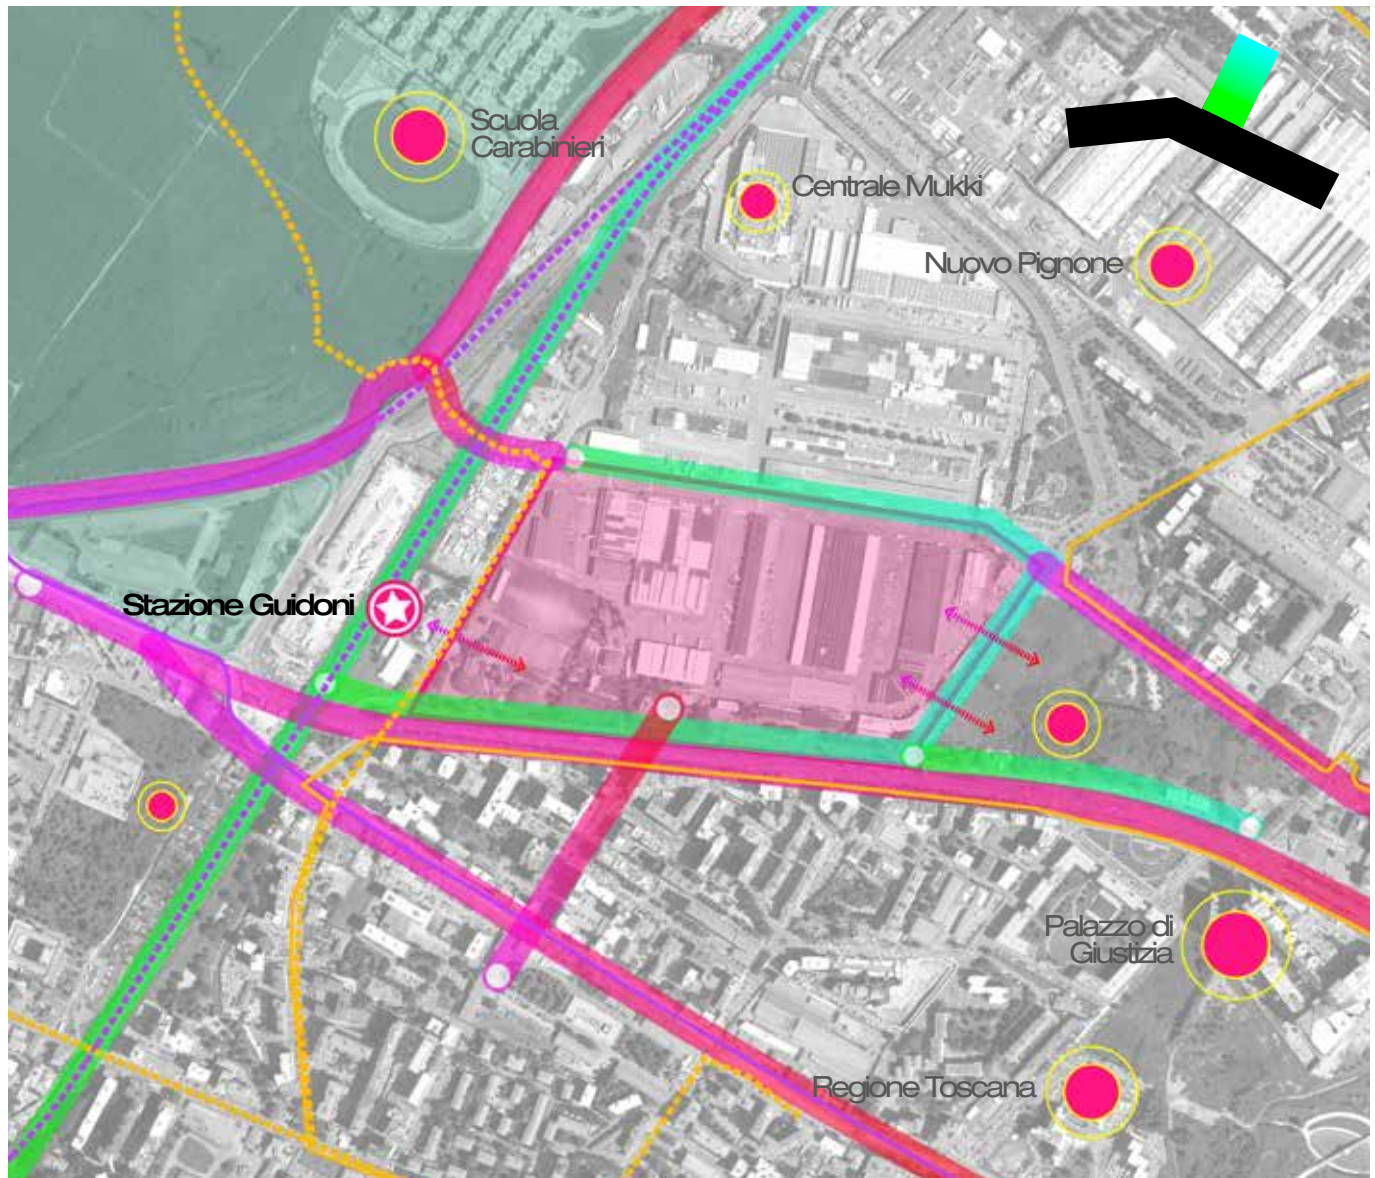 Scuola
Carabinieri
Centrale Mukki
Nuovo Pignone
Stazione Guidoni
Palazzo di
Giustizia
Regione Toscana